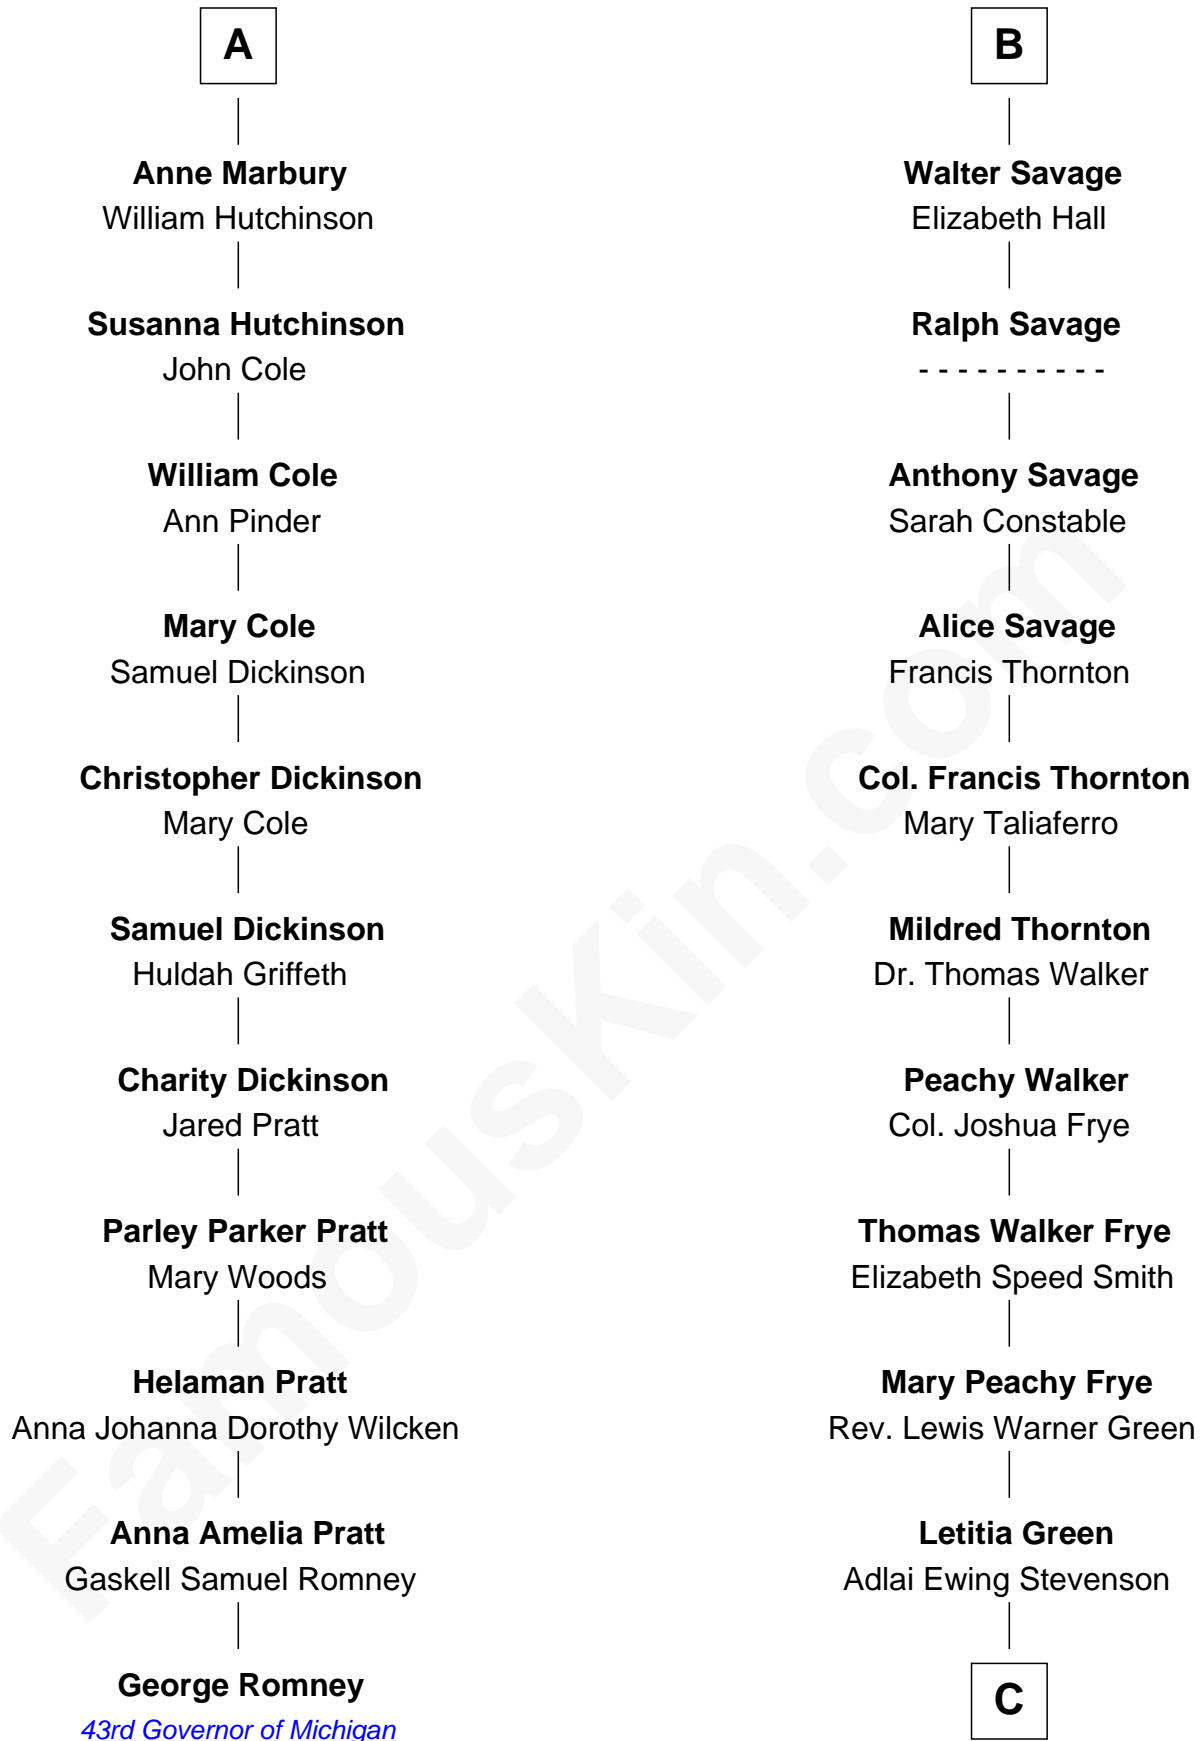 A
Anne Marbury
William Hutchinson
Susanna Hutchinson
John Cole
William Cole
Ann Pinder
Mary Cole
Samuel Dickinson
Christopher Dickinson
Mary Cole
Samuel Dickinson
Huldah Griffeth
Charity Dickinson
Jared Pratt
Parley Parker Pratt
Mary Woods
Helaman Pratt
Anna Johanna Dorothy Wilcken
Anna Amelia Pratt
Gaskell Samuel Romney
George Romney
43rd Governor of Michigan
B
Walter Savage
Elizabeth Hall
Ralph Savage
- - - - - - - - - -
Anthony Savage
Sarah Constable
Alice Savage
Francis Thornton
Col. Francis Thornton
Mary Taliaferro
Mildred Thornton
Dr. Thomas Walker
Peachy Walker
Col. Joshua Frye
Thomas Walker Frye
Elizabeth Speed Smith
Mary Peachy Frye
Rev. Lewis Warner Green
Letitia Green
Adlai Ewing Stevenson
C
FamousKin.com